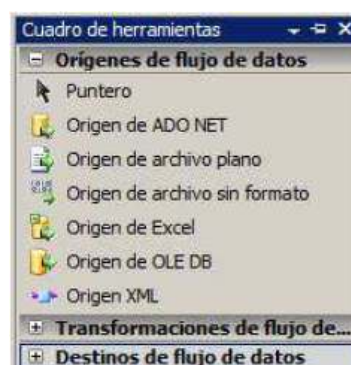 Cuadro de herramientas
Orígenes de flujo de datos
Puntero
Origen de ADO NET
Origen de archivo plano
Origen de archivo sin formato
Origen de Excel
Origen de OLE DB
Origen XML
Transformaciones de flujo de...
Destinos de flujo de datos